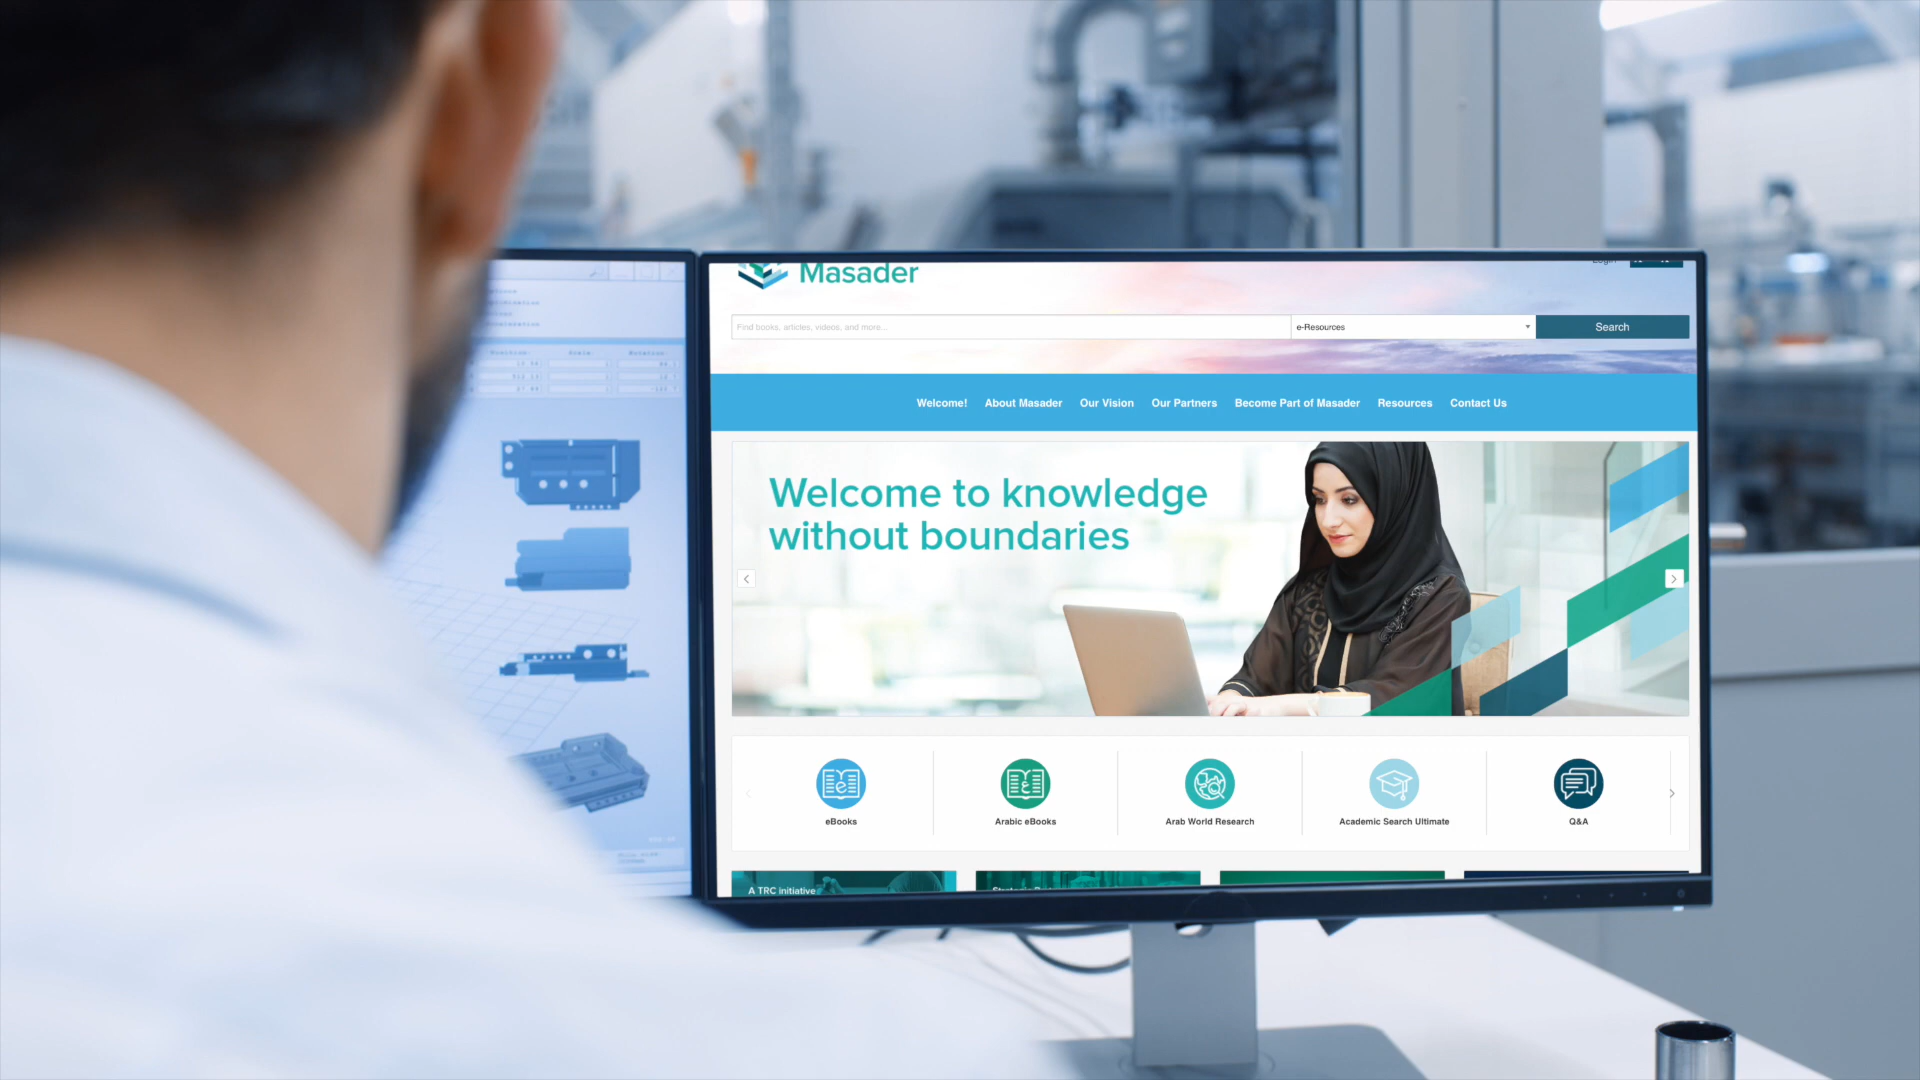 Masader
Login
Find books, articles, videos, and more...
e-Resources
Search
Welcome!
About Masader
Our Vision
Our Partners
Become Part of Masader
Resources
Contact Us
Welcome to knowledge
without boundaries
eBooks
Arabic eBooks
Arab World Research
Academic Search Ultimate
Q&A
A TRC initiative